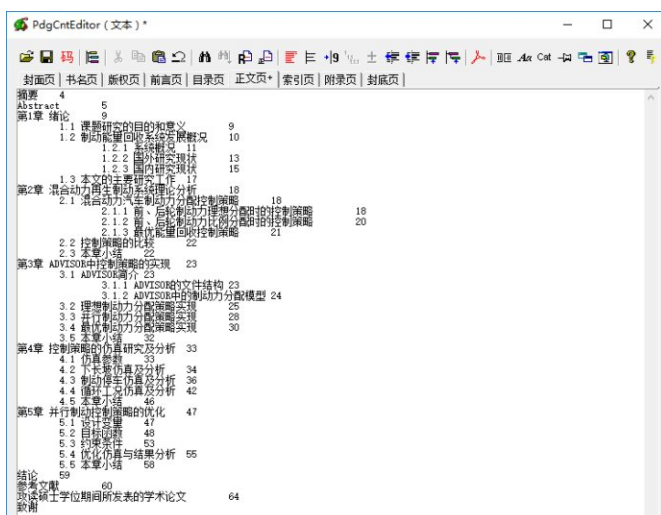 PdgCntEditor（文本）*
码 Aa Cat
封面页 书名页 版权页 前言页 目录页 正文页+ 索引页 附录页 封底页
摘要 4
Abstract 5
第1章 绪论 9
1.1 课题研究的目的和意义 9
1.2 制动能量回收系统发展概况 10
1.2.1 系统概况 11
1.2.2 国外研究现状 13
1.2.3 国内研究现状 15
1.3 本文的主要研究工作 17
第2章 混合动力再生制动系统理论分析 18
2.1 混合动力汽车制动力分配控制策略 18
2.1.1 前、后轮制动力理想分配时的控制策略 18
2.1.2 前、后轮制动力比例分配时的控制策略 20
2.1.3 最优能量回收控制策略 21
2.2 控制策略的比较 22
2.3 本章小结 22
第3章 ADVISOR中控制策略的实现 23
3.1 ADVISOR简介 23
3.1.1 ADVISOR的文件结构 23
3.1.2 ADVISOR中的制动力分配模型 24
3.2 理想制动力分配策略实现 25
3.3 并行制动力分配策略实现 28
3.4 最优制动力分配策略实现 30
3.5 本章小结 32
第4章 控制策略的仿真研究及分析 33
4.1 仿真参数 33
4.2 下长坡仿真及分析 34
4.3 制动停车仿真及分析 36
4.4 循环工况仿真及分析 42
4.5 本章小结 46
第5章 并行制动控制策略的优化 47
5.1 设计变量 47
5.2 目标函数 48
5.3 约束条件 53
5.4 优化仿真与结果分析 55
5.5 本章小结 58
结论 59
参考文献 60
攻读硕士学位期间所发表的学术论文 64
致谢